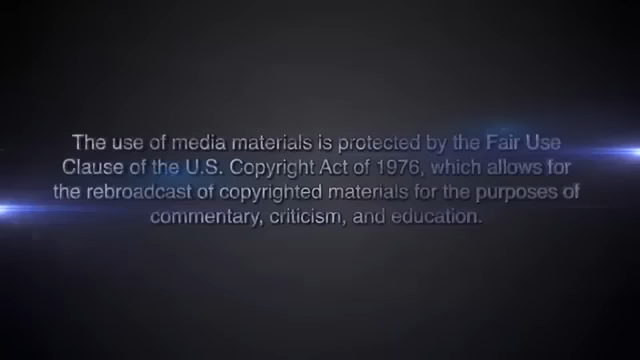 The use of media materials is protected by the Fair Use
Clause of the U.S. Copyright Act of 1976, which allows for
the rebroadcast of copyrighted materials for the purposes of
commentary, criticism, and education.